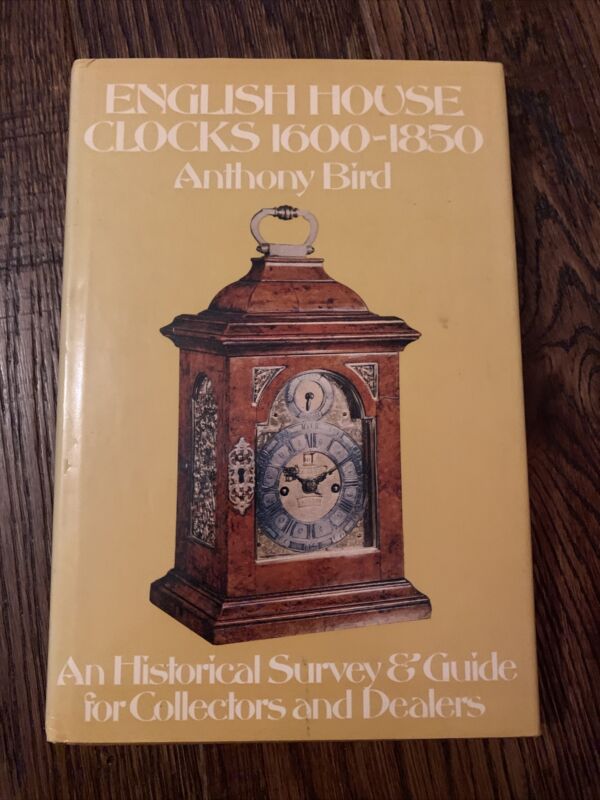 ENGLISH HOUSE
CLOCKS 1600-1850
Anthony Bird
An Historical Survey & Guide
for Collectors and Dealers